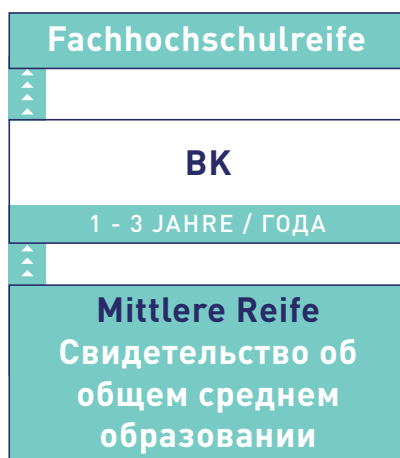 Fachhochschulreife
BK
1 - 3 JAHRE / ГОДА
Mittlere Reife
Свидетельство об
общем среднем
образовании